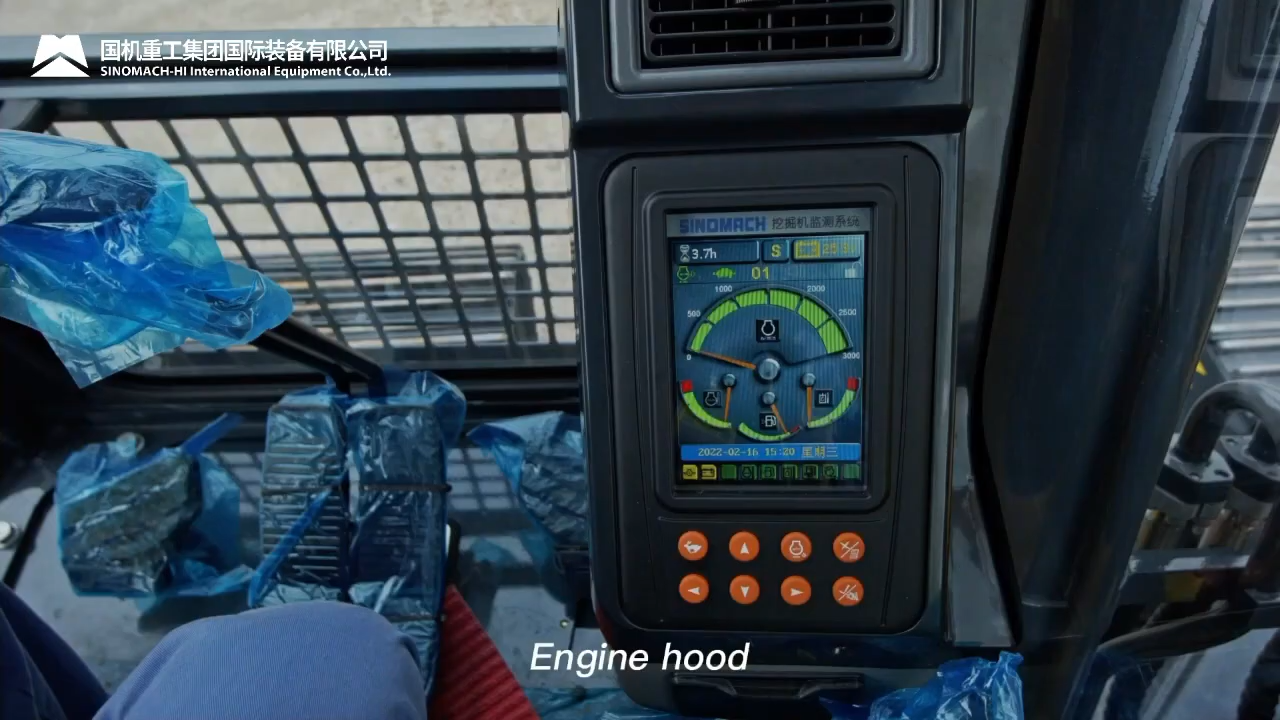 国机重工集团国际装备有限公司
SINOMACH-HI International Equipment Co.,Ltd.
SINOMACH 挖掘机监测系统
3.7h S
01
1000 2000
500 2500
0 3000
2022-02-16 15:20 星期三
Engine hood